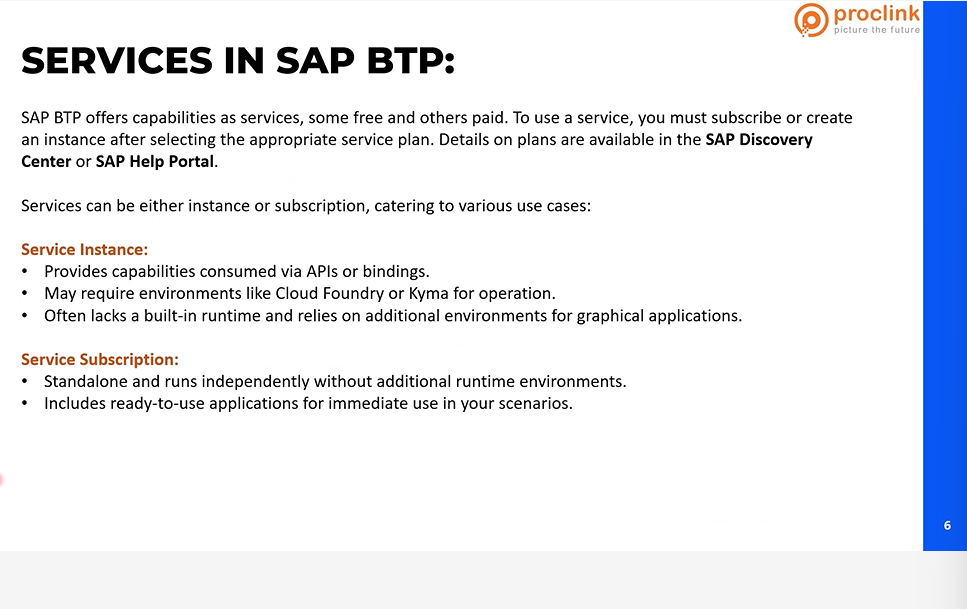 proclink
picture the future
SERVICES IN SAP BTP:
SAP BTP offers capabilities as services, some free and others paid. To use a service, you must subscribe or create
an instance after selecting the appropriate service plan. Details on plans are available in the SAP Discovery
Center or SAP Help Portal.
Services can be either instance or subscription, catering to various use cases:
Service Instance:
• Provides capabilities consumed via APIs or bindings.
• May require environments like Cloud Foundry or Kyma for operation.
• Often lacks a built-in runtime and relies on additional environments for graphical applications.
Service Subscription:
• Standalone and runs independently without additional runtime environments.
• Includes ready-to-use applications for immediate use in your scenarios.
6